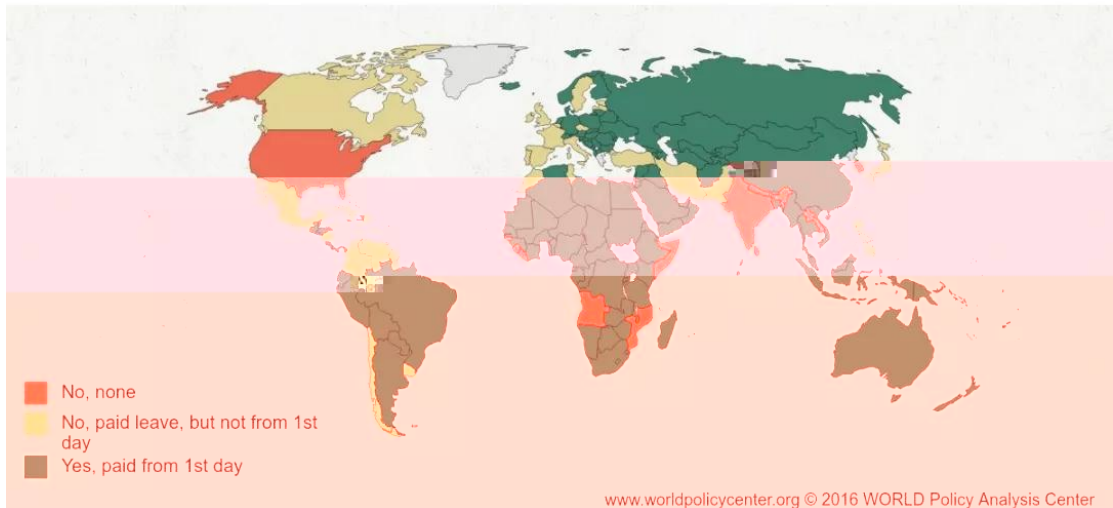 No, none
No, paid leave, but not from 1st
day
Yes, paid from 1st day
www.worldpolicycenter.org © 2016 WORLD Policy Analysis Center